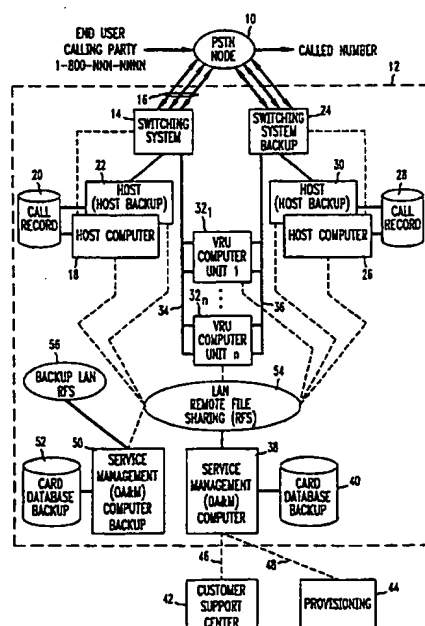 END USER
CALLING PARTY
1-800-NNN-NNNN
PSTN
NODE
10
CALLED NUMBER
12
16
14
SWITCHING
SYSTEM
24
SWITCHING
SYSTEM
BACKUP
20
CALL
RECORD
22
HOST
(HOST BACKUP)
HOST COMPUTER
18
30
HOST
(HOST BACKUP)
HOST COMPUTER
26
28
CALL
RECORD
32₁
VRU
COMPUTER
UNIT 1
32ₙ
VRU
COMPUTER
UNIT n
34
36
56
BACKUP LAN
RFS
54
LAN
REMOTE FILE
SHARING (RFS)
52
CARD
DATABASE
BACKUP
50
SERVICE
MANAGEMENT
(OA&M)
COMPUTER
BACKUP
38
SERVICE
MANAGEMENT
(OA&M)
COMPUTER
CARD
DATABASE
BACKUP
40
46
48
42
CUSTOMER
SUPPORT
CENTER
44
PROVISIONING